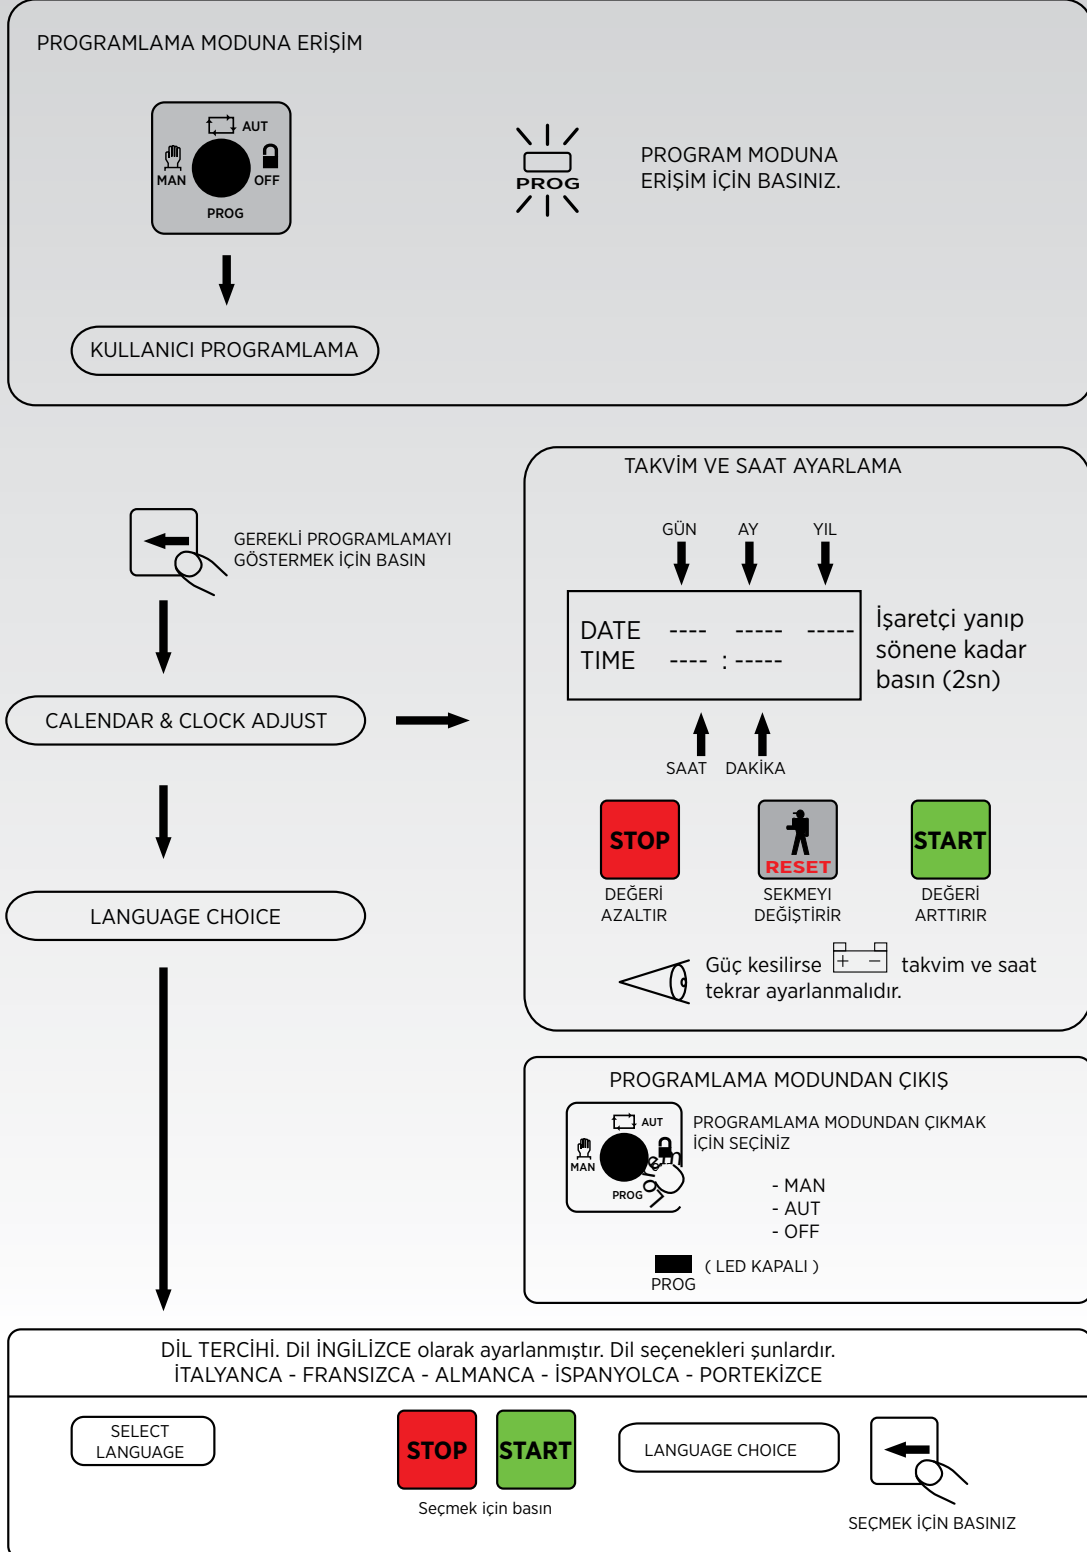 PROGRAMLAMA MODUNA ERİŞİM
AUT
MAN
OFF
PROG
PROG
PROGRAM MODUNA
ERİŞİM İÇİN BASINIZ.
KULLANICI PROGRAMLAMA
GEREKLİ PROGRAMLAMAYI
GÖSTERMEK İÇİN BASIN
CALENDAR & CLOCK ADJUST
LANGUAGE CHOICE
TAKVİM VE SAAT AYARLAMA
GÜN AY YIL
DATE ---- ----- -----
TIME ---- : -----
İşaretçi yanıp
sönene kadar
basın (2sn)
SAAT DAKİKA
STOP
RESET
START
DEĞERİ
AZALTIR
SEKMEYI
DEĞİŞTİRİR
DEĞERİ
ARTTIRIR
Güç kesilirse + - takvim ve saat
tekrar ayarlanmalıdır.
PROGRAMLAMA MODUNDAN ÇIKIŞ
AUT
MAN
PROG
PROGRAMLAMA MODUNDAN ÇIKMAK
İÇİN SEÇİNİZ
- MAN
- AUT
- OFF
( LED KAPALI )
PROG
DİL TERCİHİ. Dil İNGİLİZCE olarak ayarlanmıştır. Dil seçenekleri şunlardır.
İTALYANCA - FRANSIZCA - ALMANCA - İSPANYOLCA - PORTEKİZCE
SELECT
LANGUAGE
STOP
START
Seçmek için basın
LANGUAGE CHOICE
SEÇMEK İÇİN BASINIZ